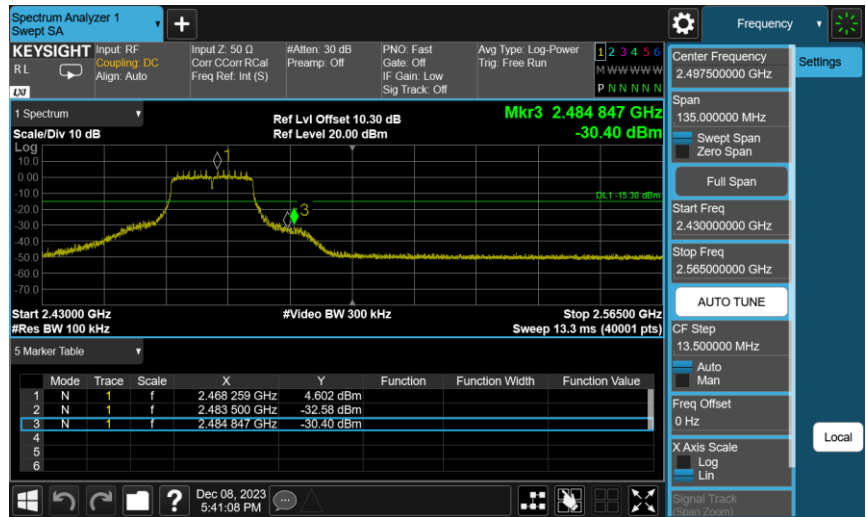 Spectrum Analyzer 1
Swept SA
Frequency
KEYSIGHT
RL
LXI
Input: RF
Coupling: DC
Align: Auto
Input Z: 50 Ω
Corr CCorr RCal
Freq Ref: Int (S)
#Atten: 30 dB
Preamp: Off
PNO: Fast
Gate: Off
IF Gain: Low
Sig Track: Off
Avg Type: Log-Power
Trig: Free Run
1 2 3 4 5 6
M W W W W W
P N N N N N
1 Spectrum
Scale/Div 10 dB
Ref Lvl Offset 10.30 dB
Ref Level 20.00 dBm
Mkr3 2.484 847 GHz
-30.40 dBm
Log
10.0
0.00
-10.0
-20.0
-30.0
-40.0
-50.0
-60.0
-70.0
1
3
DL1 -15.30 dBm
Start 2.43000 GHz
#Res BW 100 kHz
#Video BW 300 kHz
Stop 2.56500 GHz
Sweep 13.3 ms (40001 pts)
5 Marker Table
Mode Trace Scale X Y Function Function Width Function Value
1 N 1 f 2.468 259 GHz 4.602 dBm
2 N 1 f 2.483 500 GHz -32.58 dBm
3 N 1 f 2.484 847 GHz -30.40 dBm
4
5
6
Dec 08, 2023
5:41:08 PM
?
Center Frequency
2.497500000 GHz
Span
135.000000 MHz
Swept Span
Zero Span
Full Span
Start Freq
2.430000000 GHz
Stop Freq
2.565000000 GHz
AUTO TUNE
CF Step
13.500000 MHz
Auto
Man
Freq Offset
0 Hz
X Axis Scale
Log
Lin
Signal Track
(Span Zoom)
Settings
Local